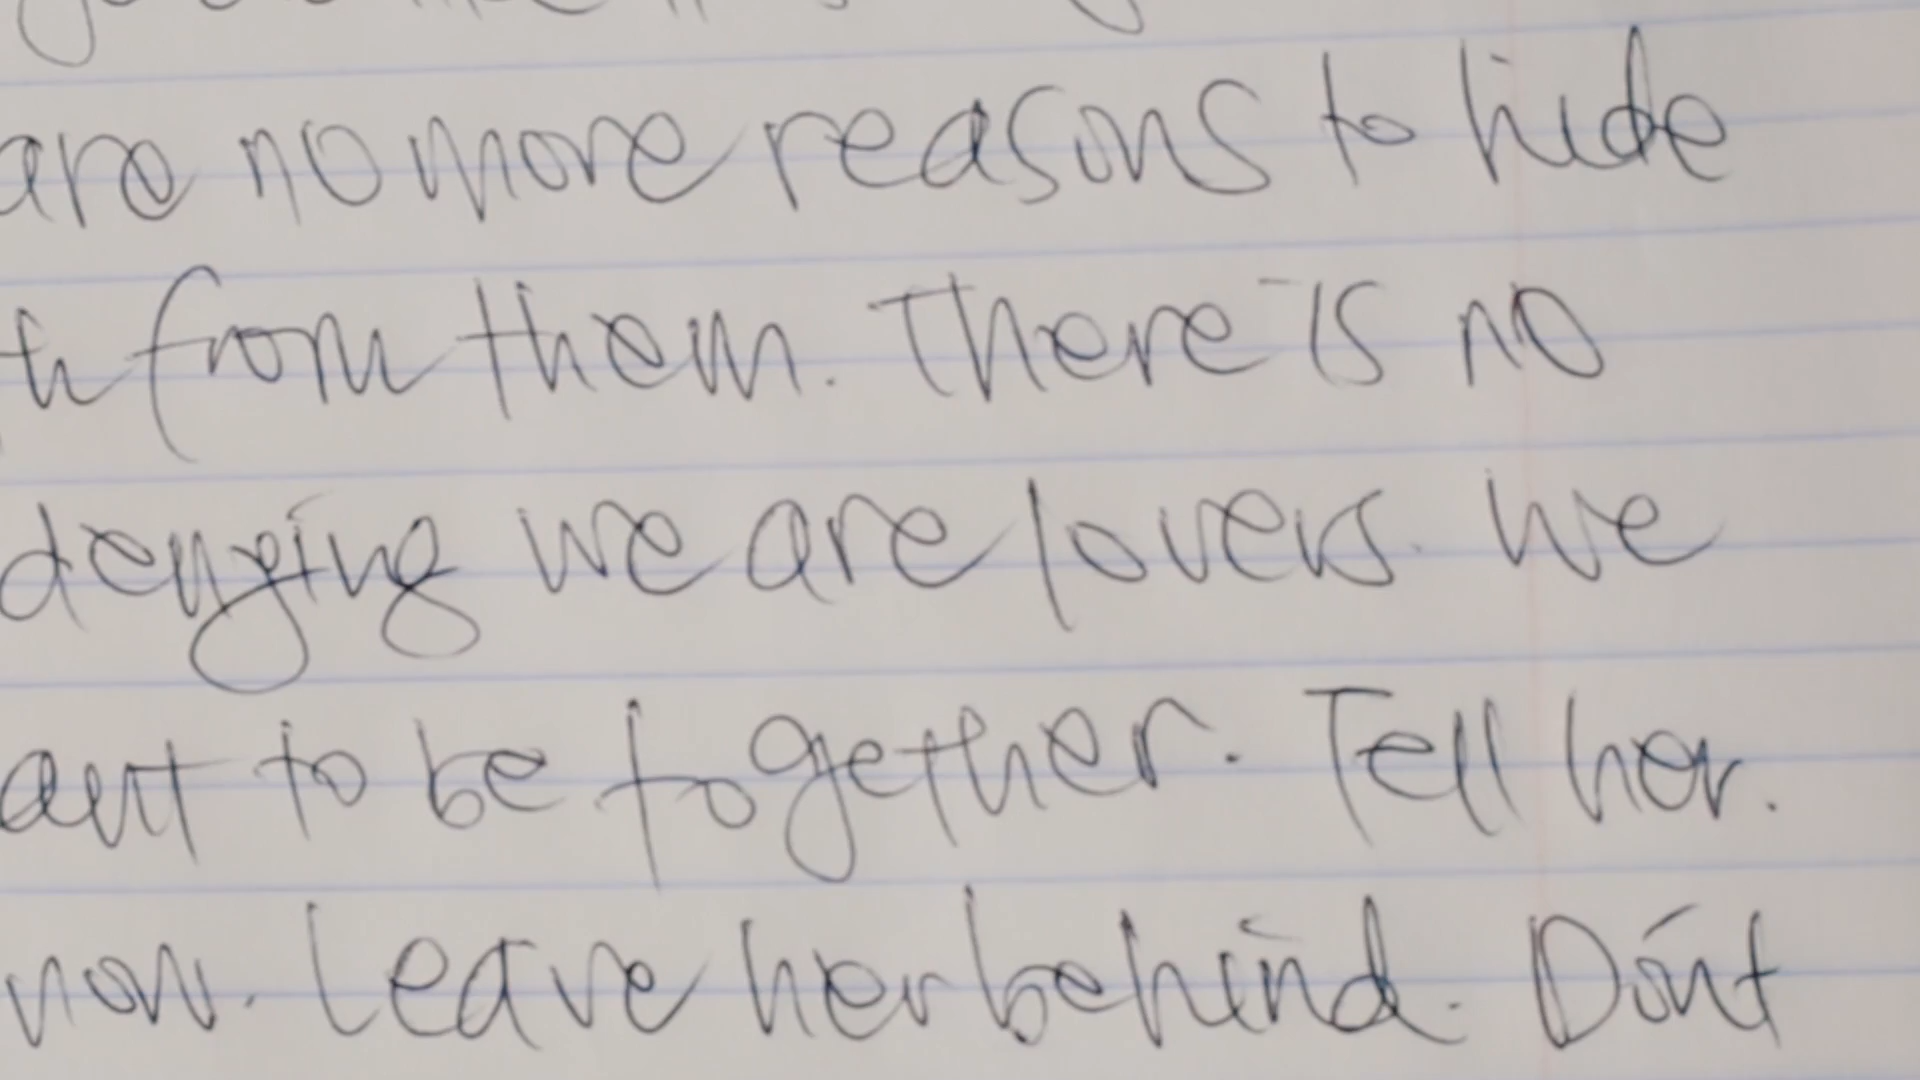 are no more reasons to hide
from them. There is no
denying we are lovers. We
to be together. Tell her.
now. Leave her behind. Don't